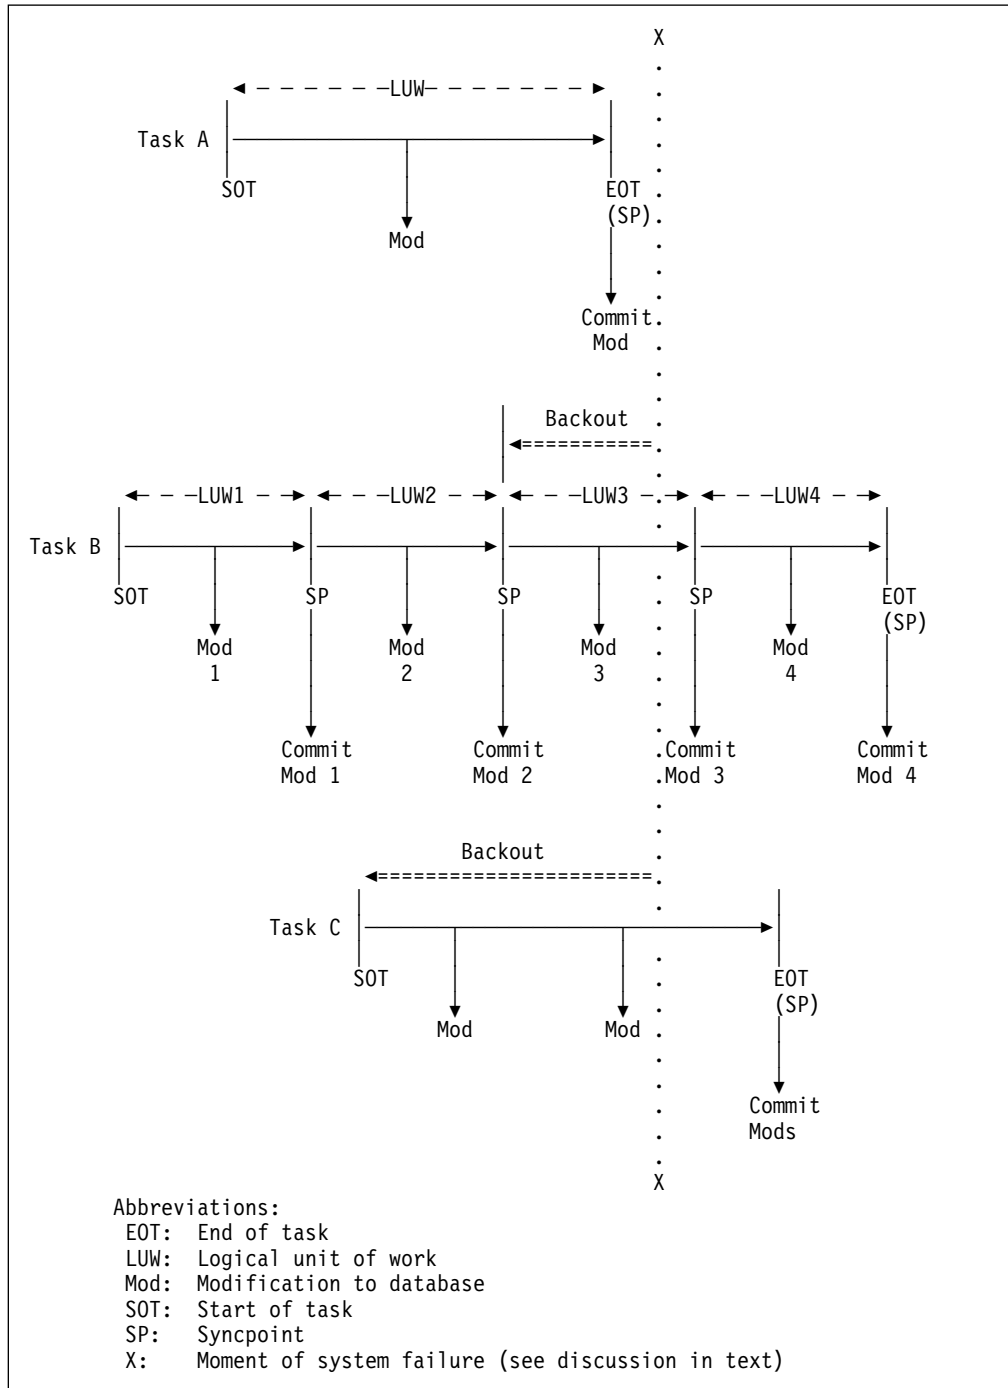 X
LUW
Task A
SOT
EOT
(SP)
Mod
Commit
Mod
Backout
LUW1 LUW2 LUW3 LUW4
Task B
SOT SP SP SP EOT
(SP)
Mod Mod Mod Mod
1 2 3 4
Commit Commit Commit Commit
Mod 1 Mod 2 Mod 3 Mod 4
Backout
Task C
SOT EOT
(SP)
Mod Mod
Commit
Mods
X
Abbreviations:
EOT: End of task
LUW: Logical unit of work
Mod: Modification to database
SOT: Start of task
SP: Syncpoint
X: Moment of system failure (see discussion in text)